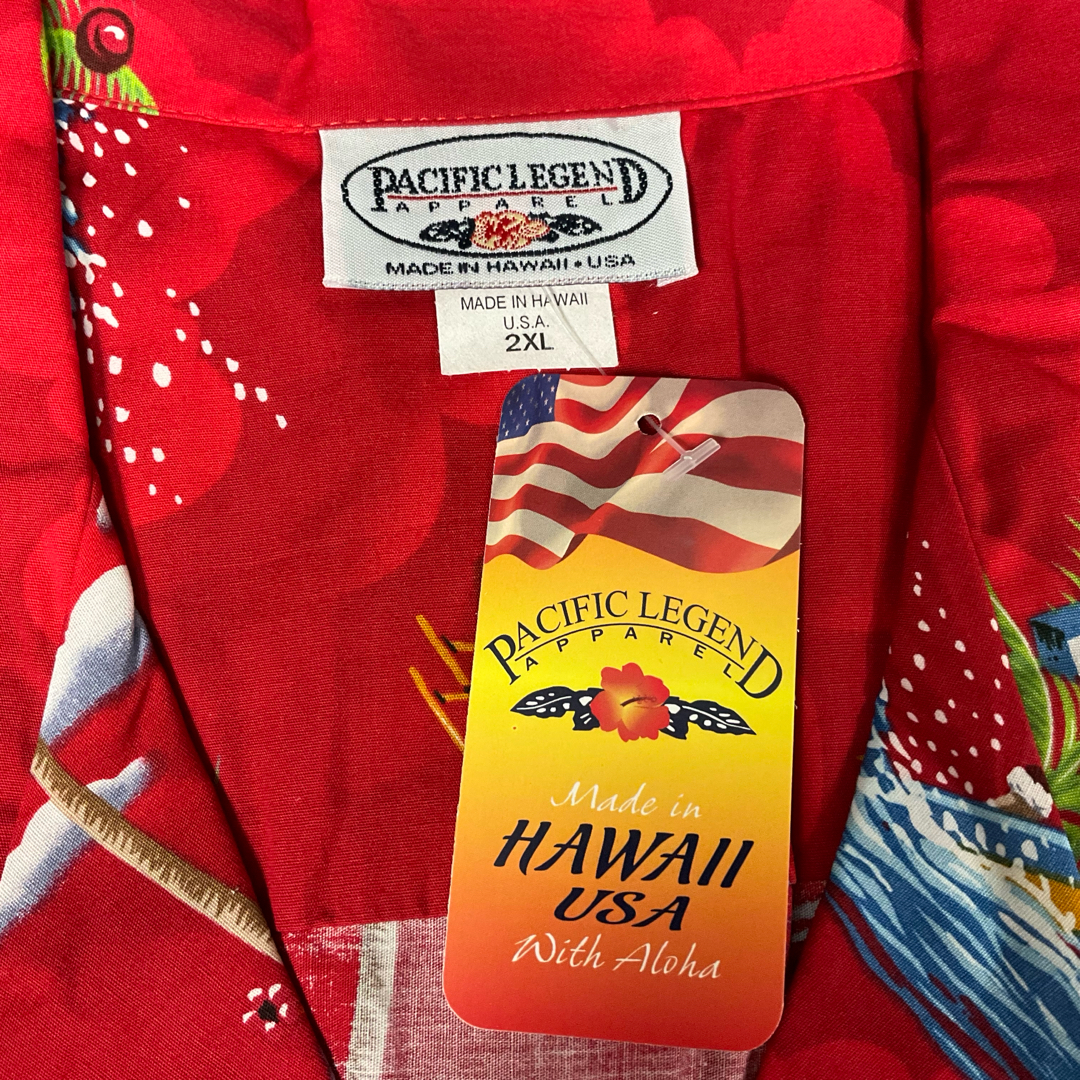 PACIFIC LEGEND
APPAREL
MADE IN HAWAII • USA
MADE IN HAWAII
U.S.A.
2XL
PACIFIC LEGEND
APPAREL
Made in
HAWAII
USA
With Aloha